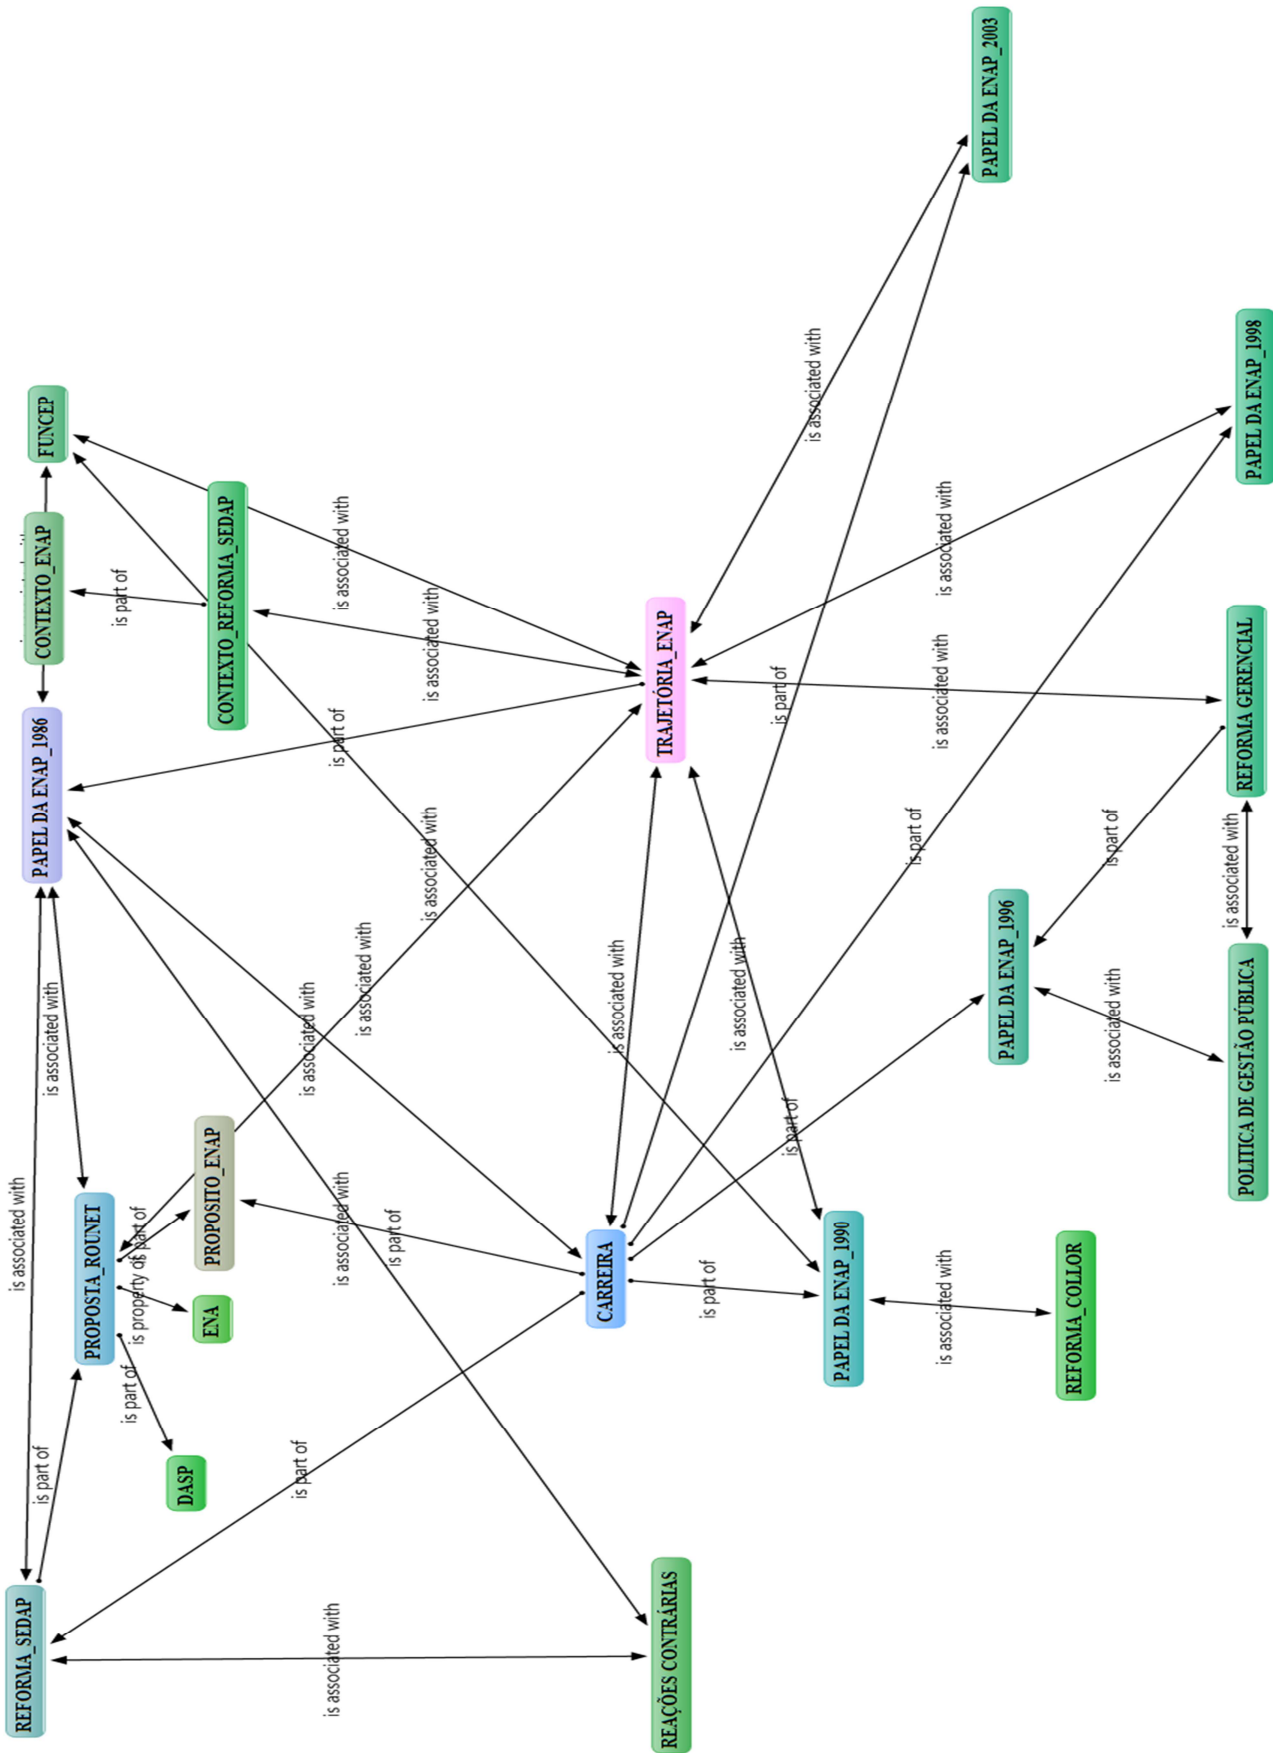 REFORMA_SEDAP
is part of
is associated with
PROPOSTA_ROUNET
is associated with
PAPEL DA ENAP_1986
CONTEXTO_ENAP
FUNCEP
DASP
is part of
is property of
is part of
ENA
PROPOSITO_ENAP
is part of
CONTEXTO_REFORMA_SEDAP
is associated with
is part of
is associated with
is part of
is associated with
is associated with
is part of
is associated with
is associated with
is associated with
REAÇÕES CONTRÁRIAS
CARREIRA
is associated with
TRAJETÓRIA_ENAP
is part of
is associated with
is part of
is part of
is associated with
PAPEL DA ENAP_1990
is associated with
is part of
is associated with
is associated with
PAPEL DA ENAP_1996
PAPEL DA ENAP_2003
REFORMA_COLLOR
is associated with
is part of
POLITICA DE GESTÃO PÚBLICA
is associated with
REFORMA GERENCIAL
PAPEL DA ENAP_1998